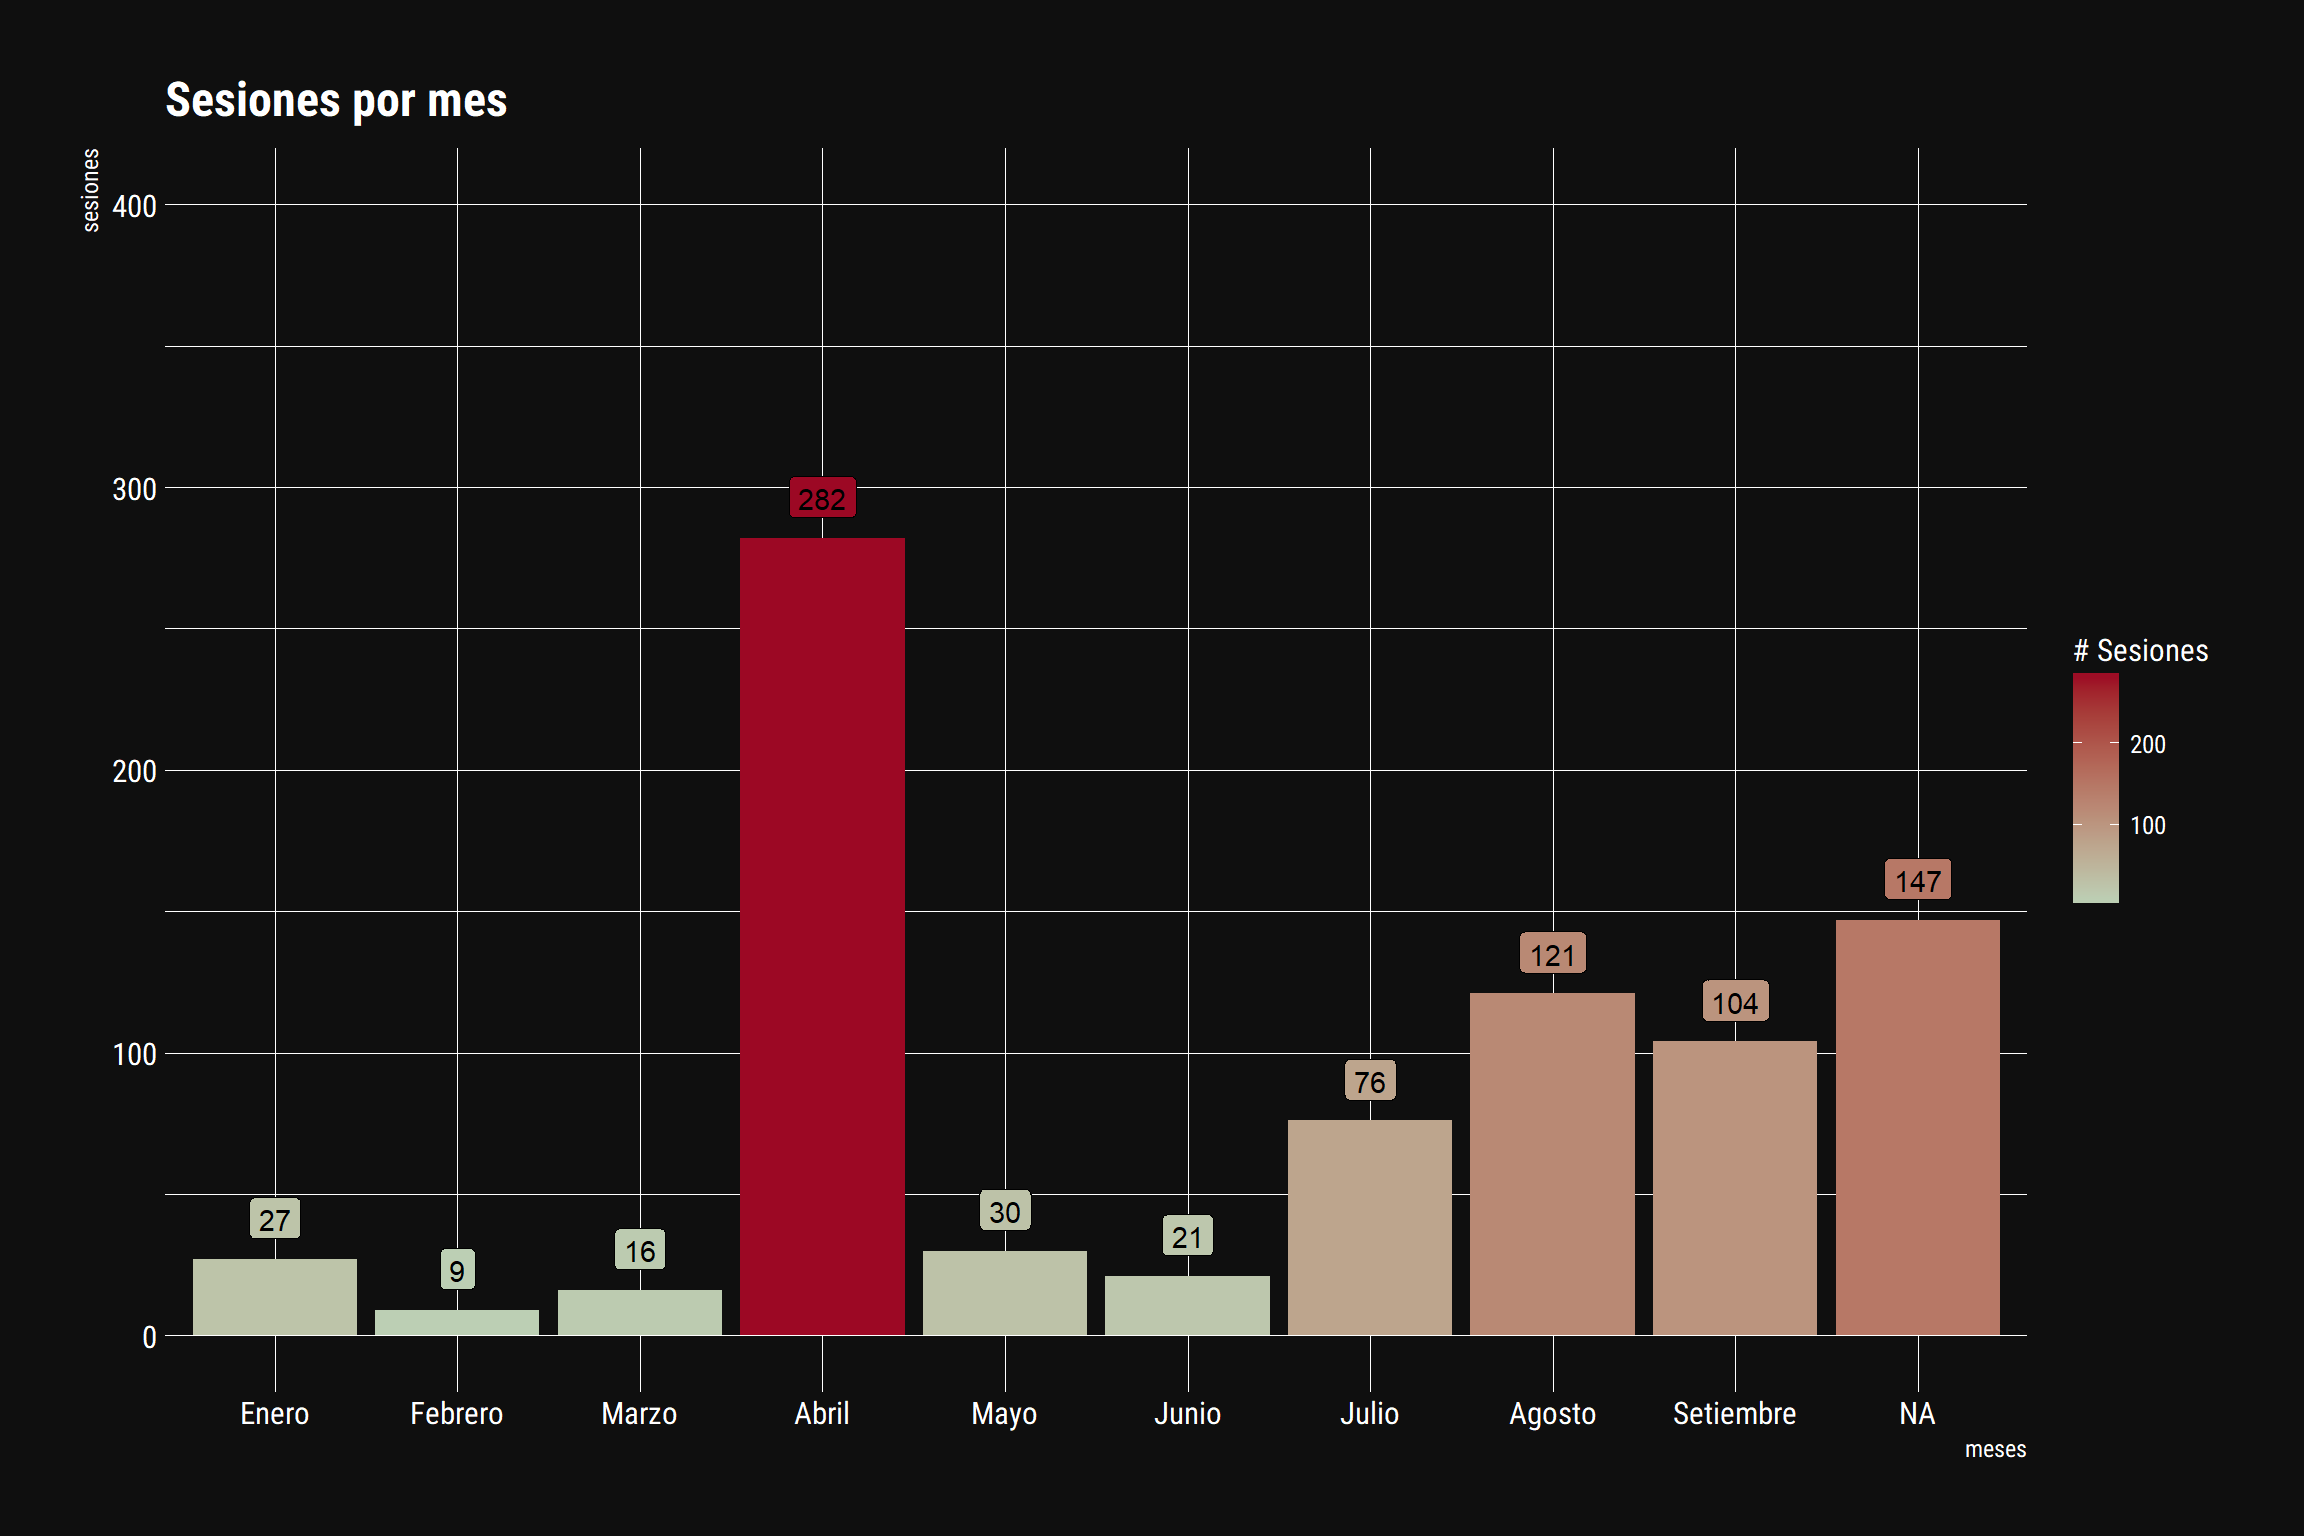 Sesiones por mes
sesiones
400
300
200
100
0
282
147
121
104
76
27
9
16
30
21
Enero
Febrero
Marzo
Abril
Mayo
Junio
Julio
Agosto
Setiembre
NA
meses
# Sesiones
200
100